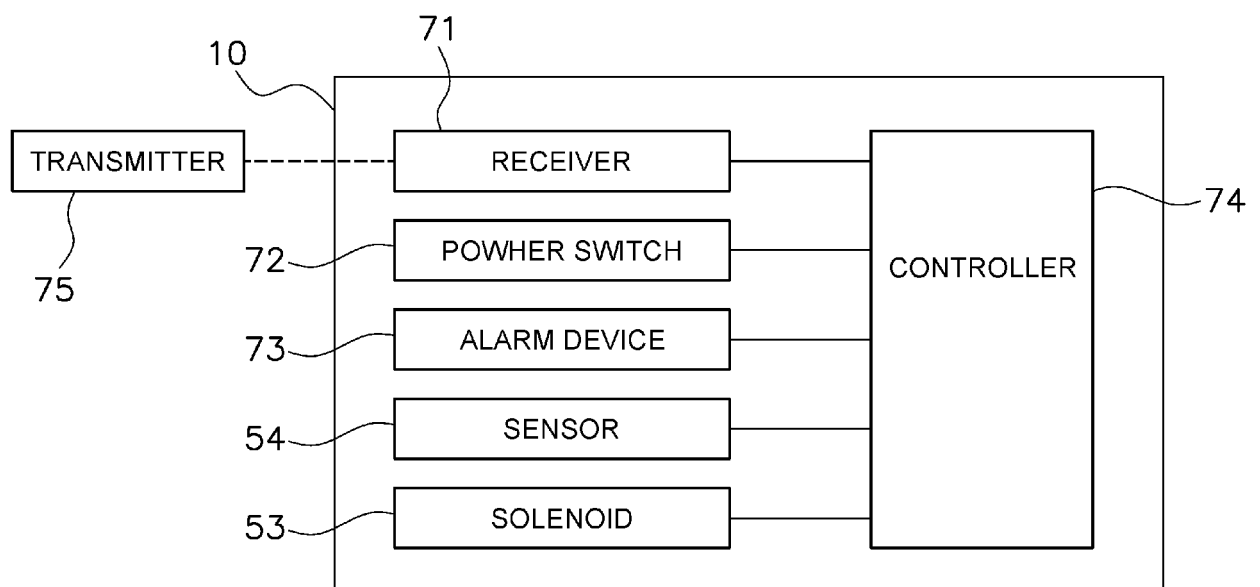 71
10
TRANSMITTER
RECEIVER
75
74
72
POWHER SWITCH
CONTROLLER
73
ALARM DEVICE
54
SENSOR
53
SOLENOID